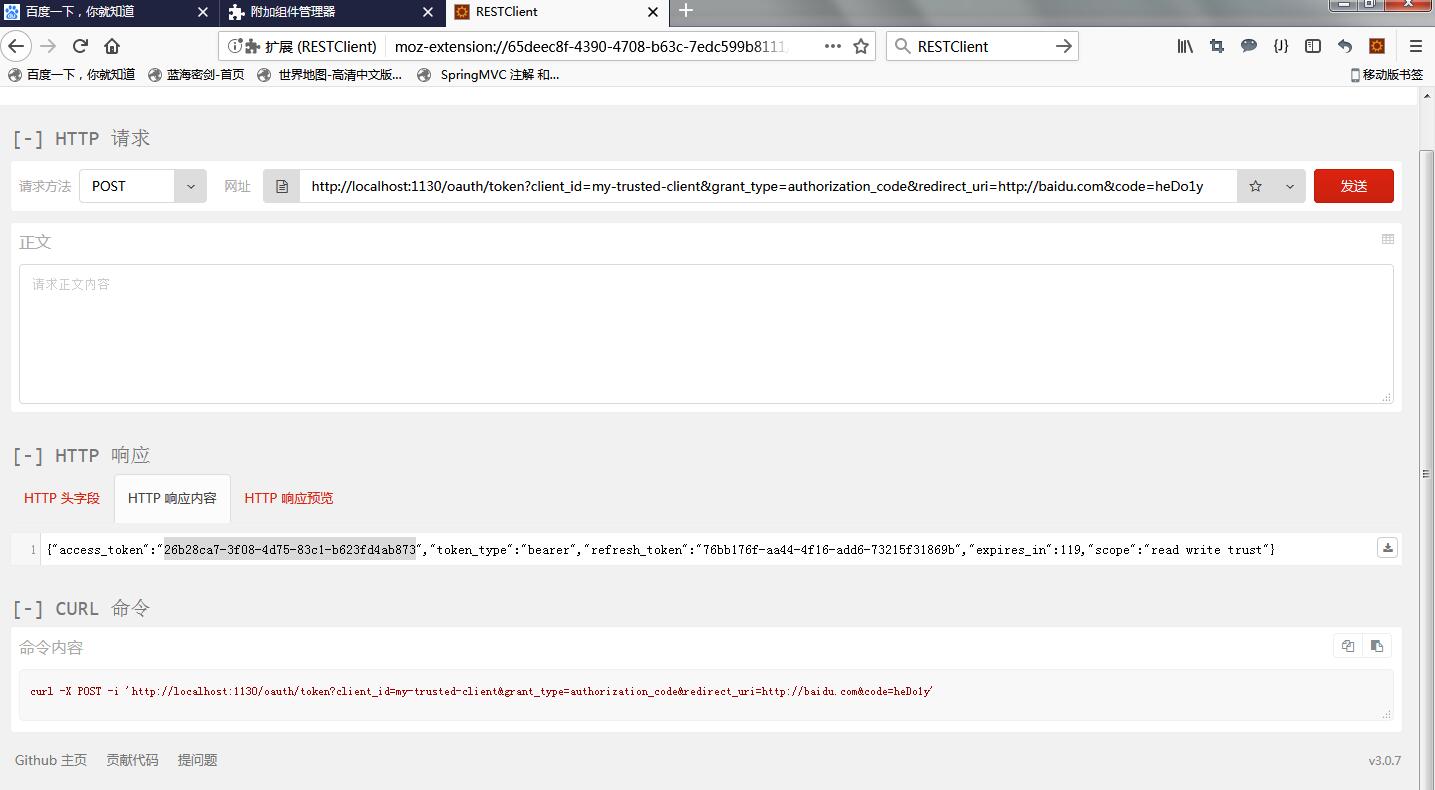 百度一下，你就知道
附加组件管理器
RESTClient
扩展 (RESTClient) moz-extension://65deec8f-4390-4708-b63c-7edc599b8111
RESTClient
百度一下，你就知道
蓝海密剑-首页
世界地图-高清中文版...
SpringMVC 注解 和...
移动版书签
[-] HTTP 请求
请求方法 POST
网址 http://localhost:1130/oauth/token?client_id=my-trusted-client&grant_type=authorization_code&redirect_uri=http://baidu.com&code=heDo1y
发送
正文
请求正文内容
[-] HTTP 响应
HTTP 头字段 HTTP 响应内容 HTTP 响应预览
1 {"access_token":"26b28ca7-3f08-4d75-83c1-b623fd4ab873","token_type":"bearer","refresh_token":"76bb176f-aa44-4f16-add6-73215f31869b","expires_in":119,"scope":"read write trust"}
[-] CURL 命令
命令内容
curl -X POST -i 'http://localhost:1130/oauth/token?client_id=my-trusted-client&grant_type=authorization_code&redirect_uri=http://baidu.com&code=heDo1y'
Github 主页 贡献代码 提问题
v3.0.7